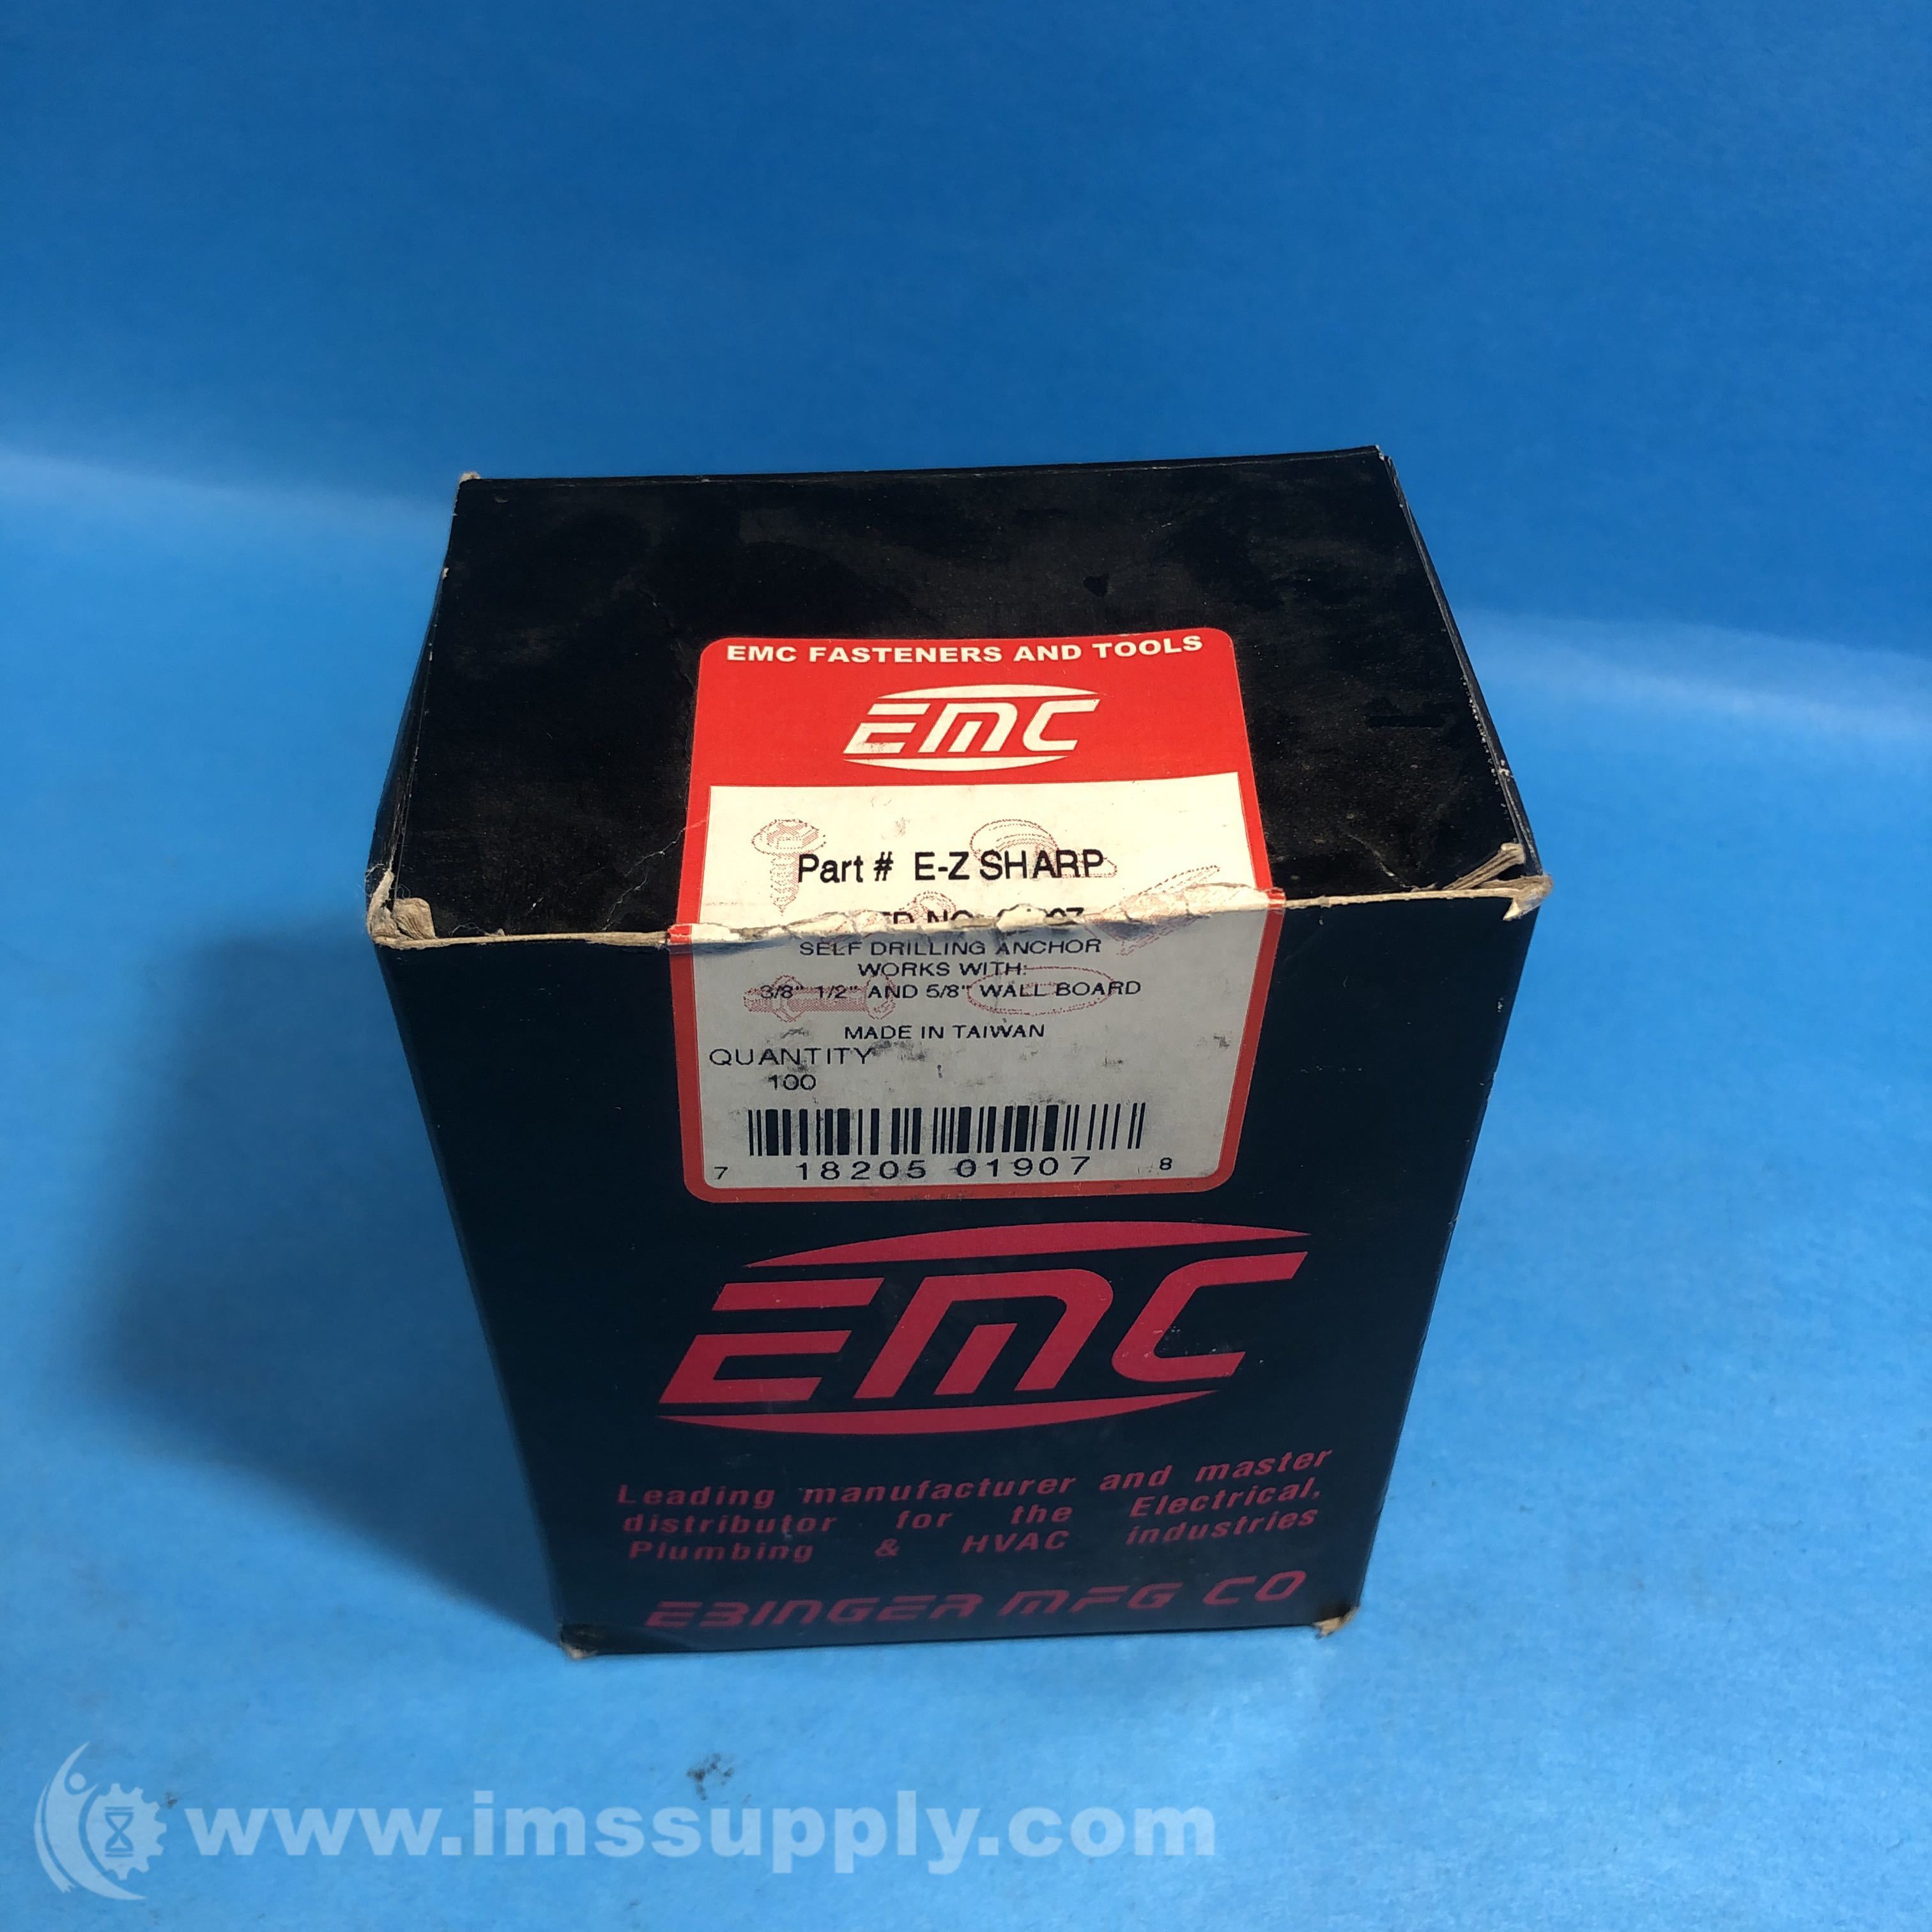 EMC FASTENERS AND TOOLS
EMC
Part # E-Z SHARP
NO.
SELF DRILLING ANCHOR
WORKS WITH:
3/8" 1/2" AND 5/8" WALL BOARD
MADE IN TAIWAN
QUANTITY
100
7 18205 01907 8
EMC
Leading manufacturer and master
distributor for the Electrical,
Plumbing & HVAC industries
EBINGER MFG CO
www.imssupply.com